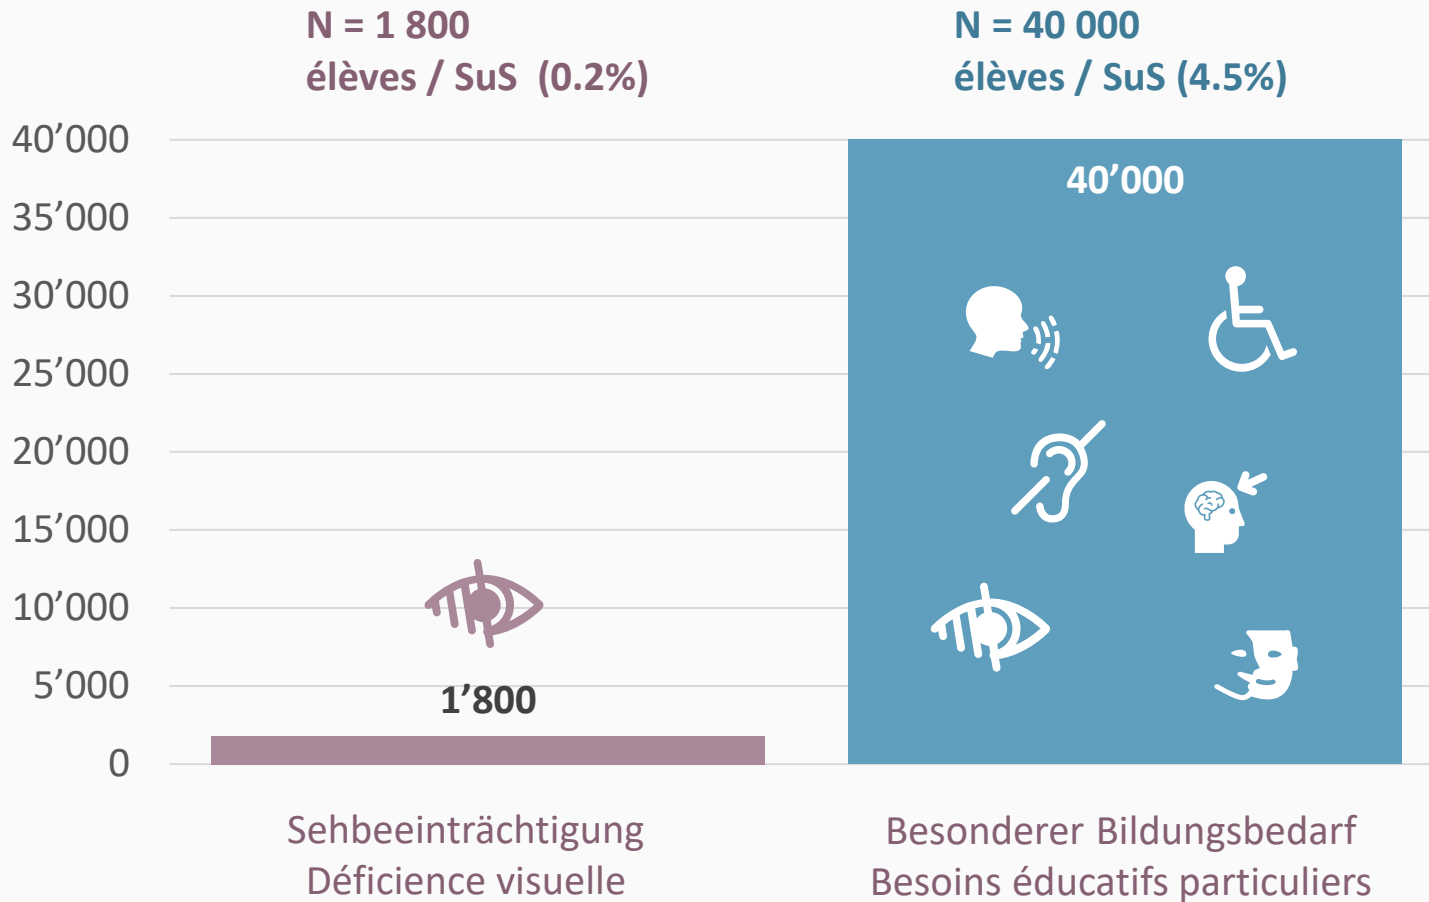 N = 1 800
élèves / SuS  (0.2%)
N = 40 000
élèves / SuS (4.5%)
40’000
35’000
30’000
25’000
20’000
15’000
10’000
5’000
0
1’800
40’000
Sehbeeinträchtigung
Déficience visuelle
Besonderer Bildungsbedarf
Besoins éducatifs particuliers